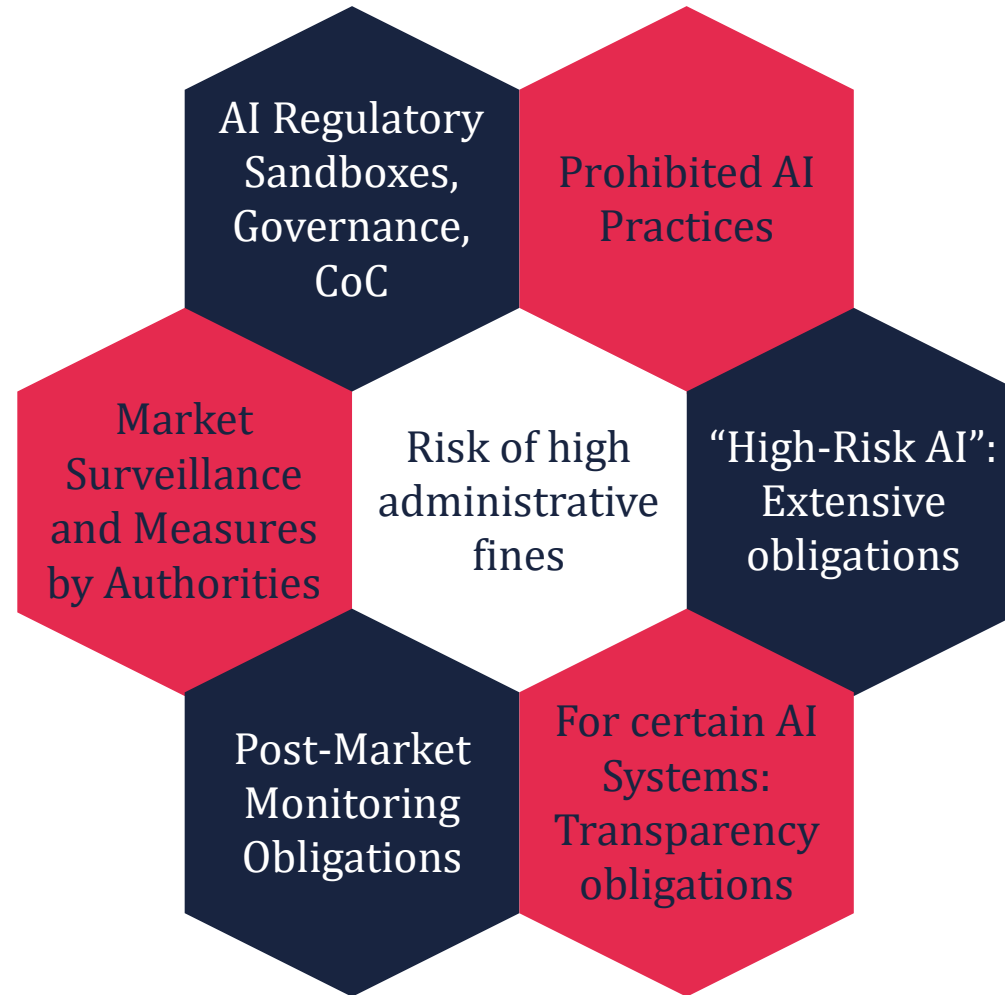 AI Regulatory
Sandboxes,
Governance,
CoC
Prohibited AI
Practices
Market
Surveillance
and Measures
by Authorities
Risk of high
administrative
fines
“High-Risk AI”:
Extensive
obligations
Post-Market
Monitoring
Obligations
For certain AI
Systems:
Transparency
obligations